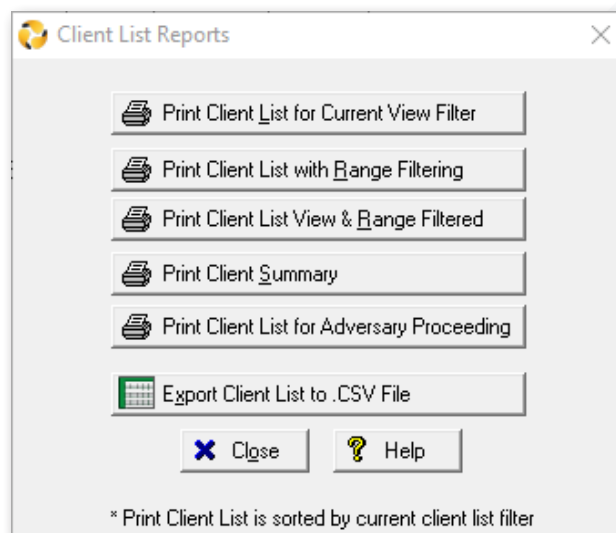 Client List Reports
Print Client List for Current View Filter
Print Client List with Range Filtering
Print Client List View & Range Filtered
Print Client Summary
Print Client List for Adversary Proceeding
Export Client List to .CSV File
Close Help
* Print Client List is sorted by current client list filter